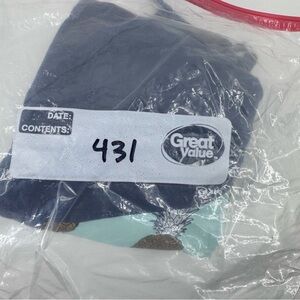 DATE:
CONTENTS:
431
Great
Value